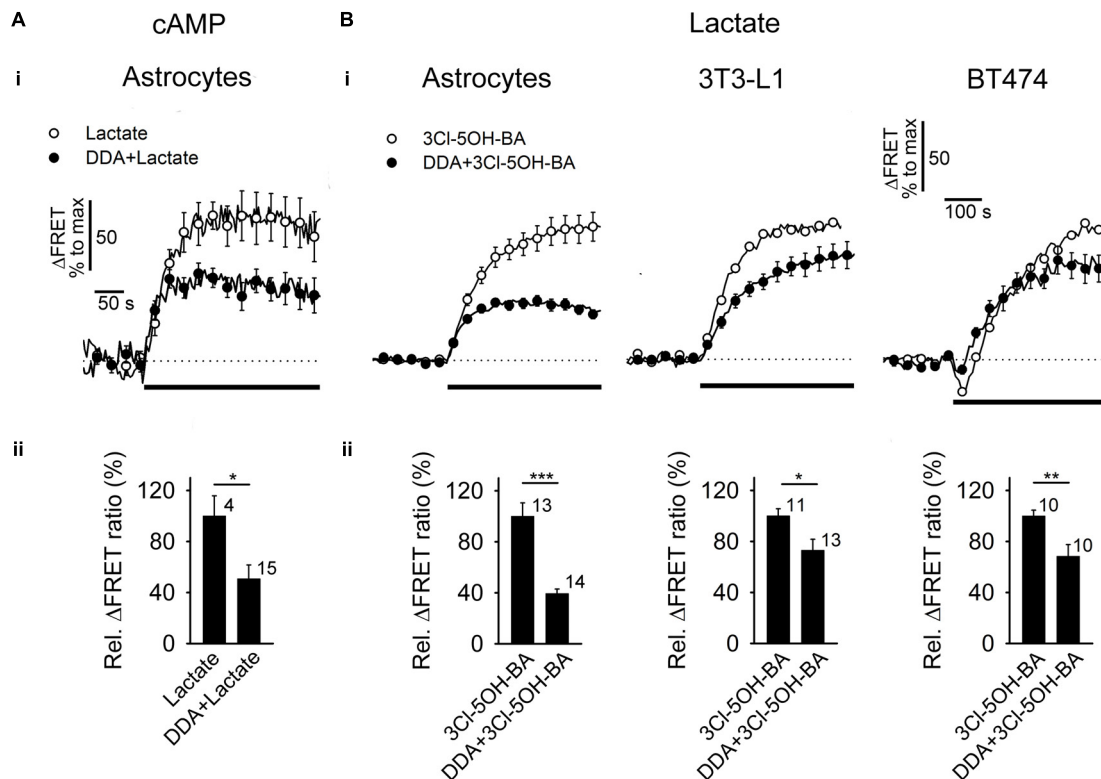 A
cAMP
B
Lactate
i
Astrocytes
i
Astrocytes
3T3-L1
BT474
Lactate
DDA+Lactate
3Cl-5OH-BA
DDA+3Cl-5OH-BA
ΔFRET
% to max
50
50 s
ΔFRET
% to max
50
100 s
ii
Rel. ΔFRET ratio (%)
120
80
40
0
*
4
15
Lactate
DDA+Lactate
ii
Rel. ΔFRET ratio (%)
120
80
40
0
***
13
14
3Cl-5OH-BA
DDA+3Cl-5OH-BA
Rel. ΔFRET ratio (%)
120
80
40
0
*
11
13
3Cl-5OH-BA
DDA+3Cl-5OH-BA
Rel. ΔFRET ratio (%)
120
80
40
0
**
10
10
3Cl-5OH-BA
DDA+3Cl-5OH-BA